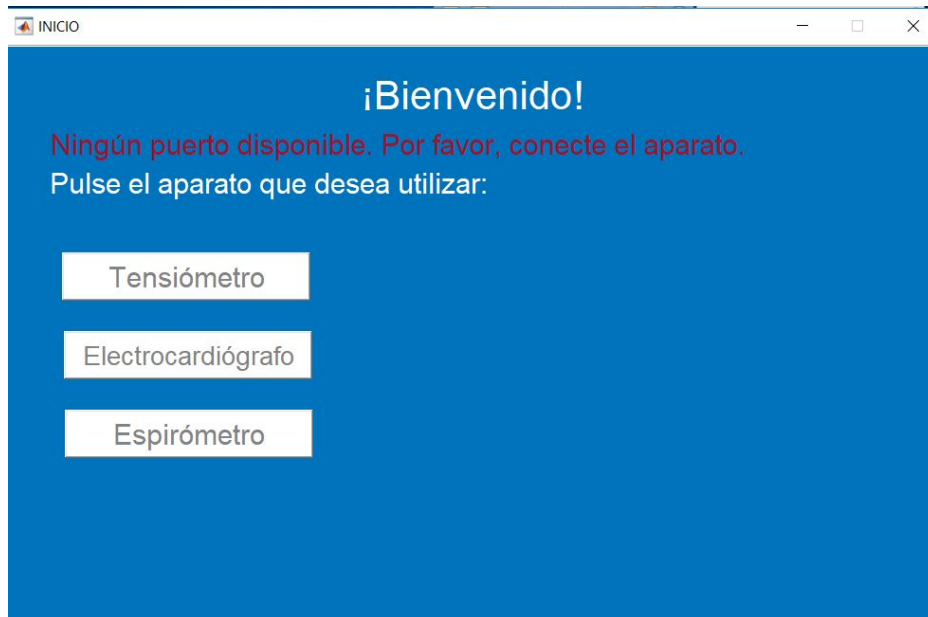 INICIO
¡Bienvenido!
Ningún puerto disponible. Por favor, conecte el aparato.
Pulse el aparato que desea utilizar:
Tensiómetro
Electrocardiógrafo
Espirómetro